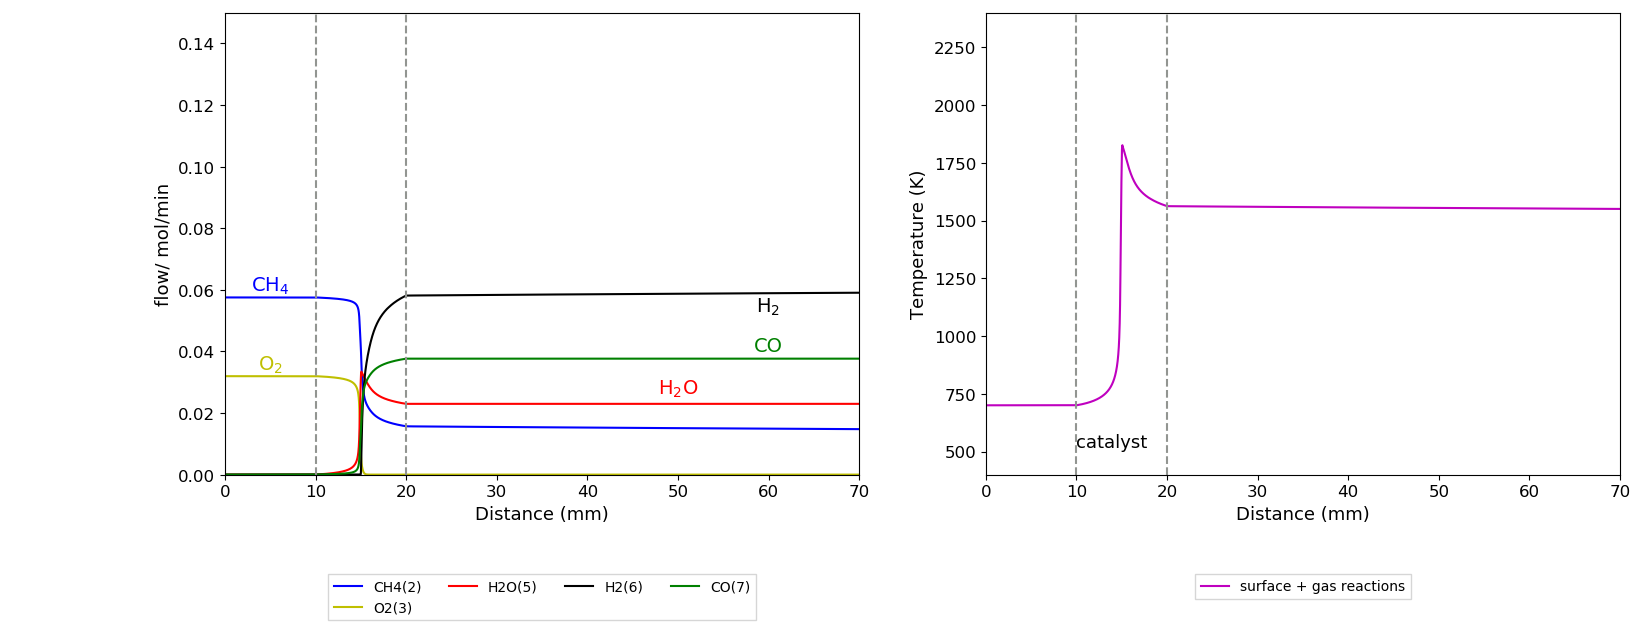 0.14
0.12
0.10
0.08
0.06
0.04
0.02
0.00
flow/ mol/min
CH₄
O₂
H₂
CO
H₂O
0 10 20 30 40 50 60 70
Distance (mm)
CH4(2) H2O(5) H2(6) CO(7)
O2(3)
2250
2000
1750
1500
1250
1000
750
500
Temperature (K)
catalyst
0 10 20 30 40 50 60 70
Distance (mm)
surface + gas reactions